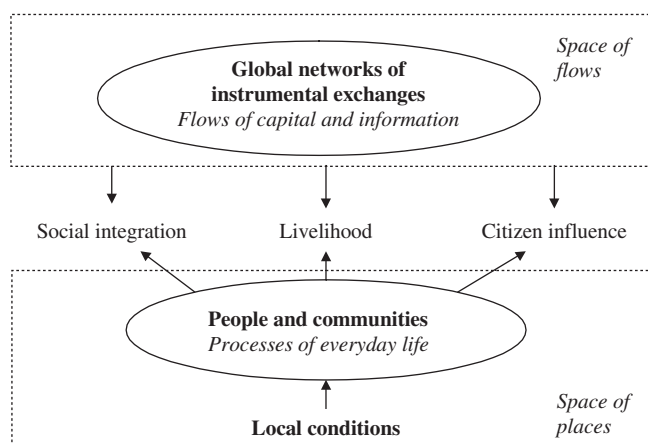 Space of
flows
Global networks of
instrumental exchanges
Flows of capital and information
Social integration
Livelihood
Citizen influence
People and communities
Processes of everyday life
Local conditions
Space of
places